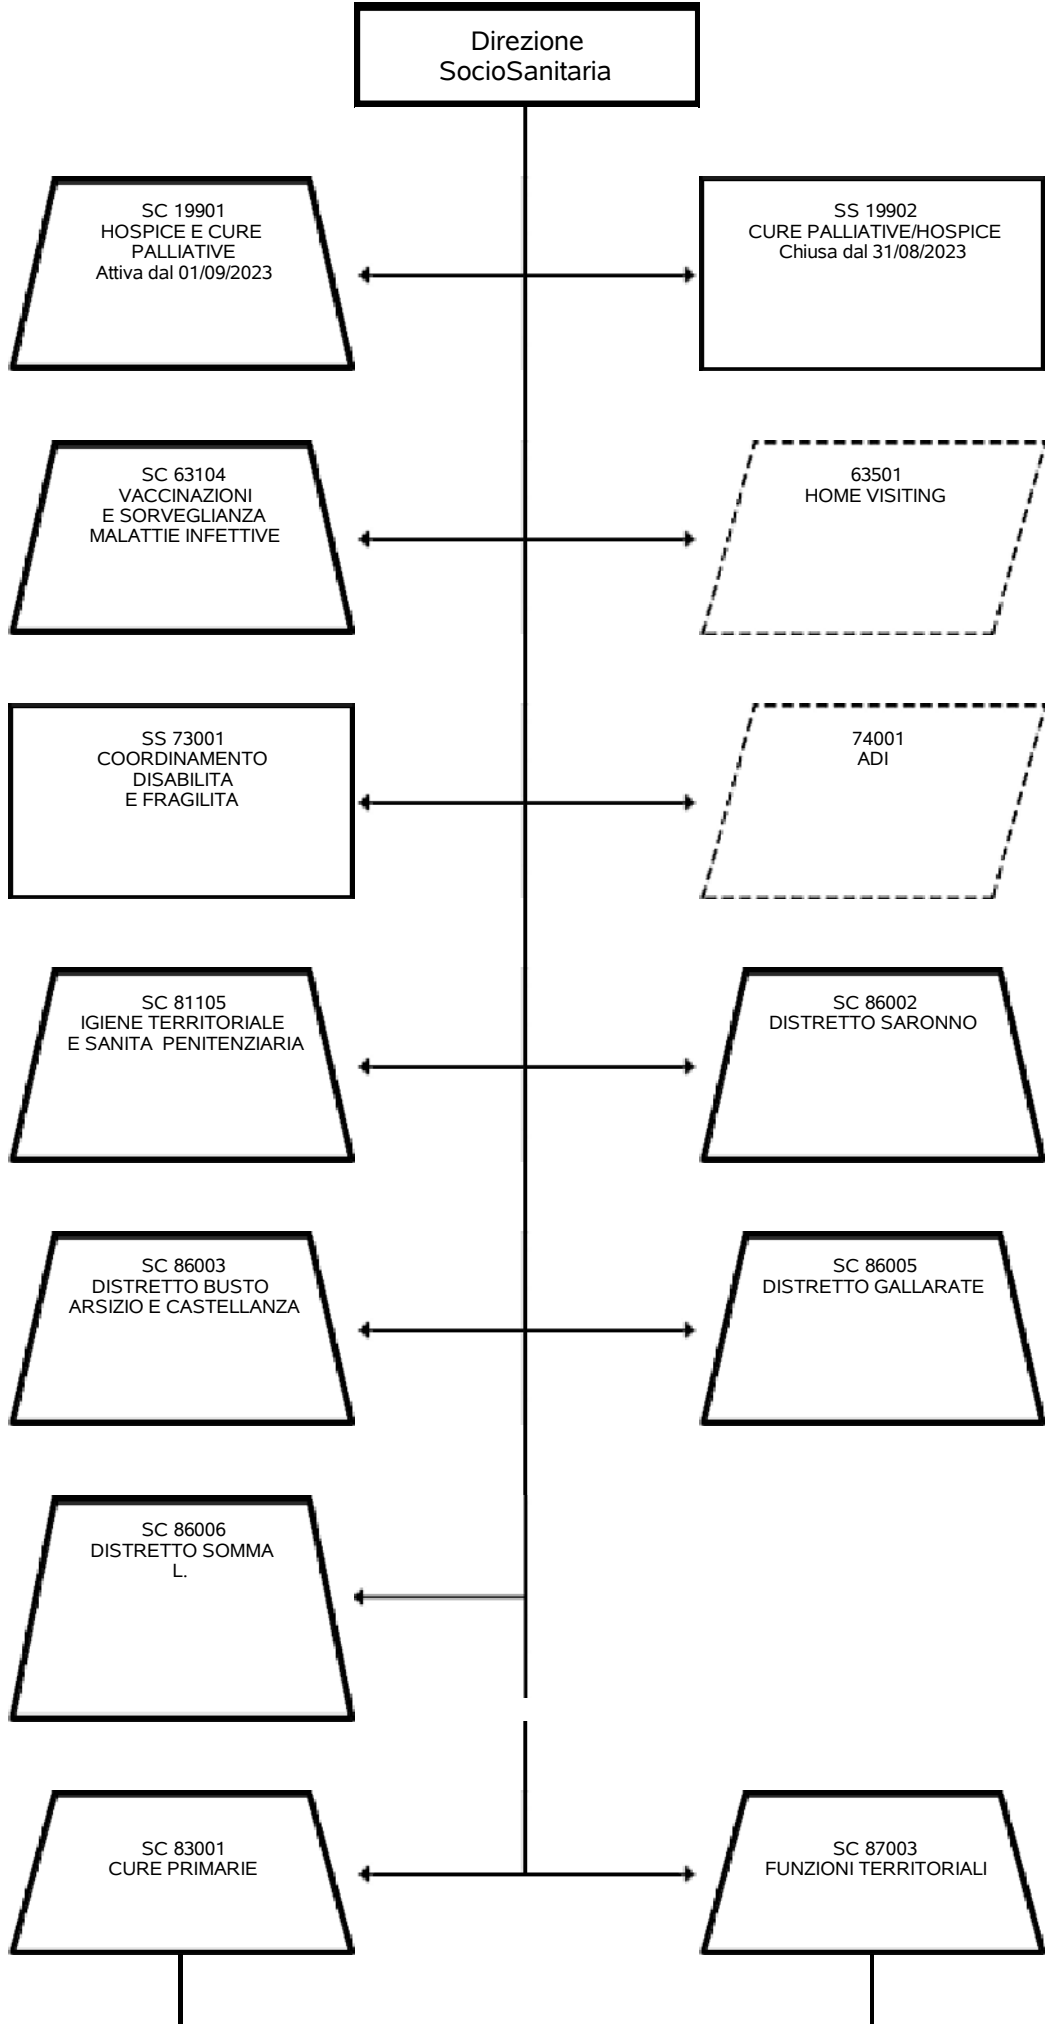 Direzione
SocioSanitaria
SC 19901
HOSPICE E CURE
PALLIATIVE
Attiva dal 01/09/2023
SS 19902
CURE PALLIATIVE/HOSPICE
Chiusa dal 31/08/2023
SC 63104
VACCINAZIONI
E SORVEGLIANZA
MALATTIE INFETTIVE
63501
HOME VISITING
SS 73001
COORDINAMENTO
DISABILITA
E FRAGILITA
74001
ADI
SC 81105
IGIENE TERRITORIALE
E SANITA  PENITENZIARIA
SC 86002
DISTRETTO SARONNO
SC 86003
DISTRETTO BUSTO
ARSIZIO E CASTELLANZA
SC 86005
DISTRETTO GALLARATE
SC 86006
DISTRETTO SOMMA
L.
SC 83001
CURE PRIMARIE
SC 87003
FUNZIONI TERRITORIALI